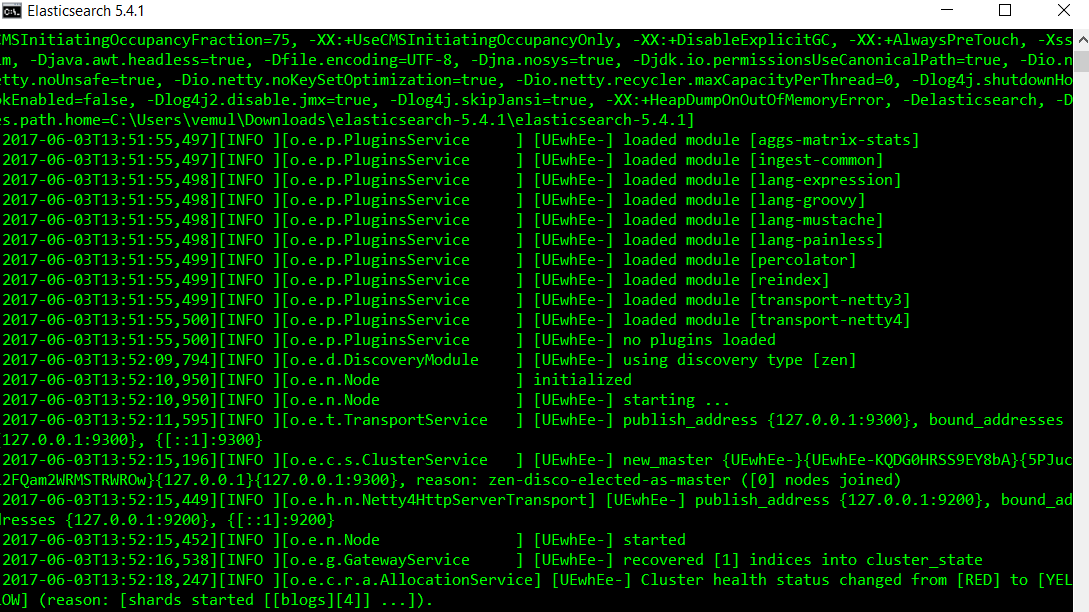 Elasticsearch 5.4.1
CMSInitiatingOccupancyFraction=75, -XX:+UseCMSInitiatingOccupancyOnly, -XX:+DisableExplicitGC, -XX:+AlwaysPreTouch, -Xss
m, -Djava.awt.headless=true, -Dfile.encoding=UTF-8, -Djna.nosys=true, -Djdk.io.permissionsUseCanonicalPath=true, -Dio.n
etty.noUnsafe=true, -Dio.netty.noKeySetOptimization=true, -Dio.netty.recycler.maxCapacityPerThread=0, -Dlog4j.shutdownHo
okEnabled=false, -Dlog4j2.disable.jmx=true, -Dlog4j.skipJansi=true, -XX:+HeapDumpOnOutOfMemoryError, -Delasticsearch, -D
es.path.home=C:\Users\vemul\Downloads\elasticsearch-5.4.1\elasticsearch-5.4.1]
2017-06-03T13:51:55,497][INFO ][o.e.p.PluginsService     ] [UEwhEe-] loaded module [aggs-matrix-stats]
2017-06-03T13:51:55,497][INFO ][o.e.p.PluginsService     ] [UEwhEe-] loaded module [ingest-common]
2017-06-03T13:51:55,498][INFO ][o.e.p.PluginsService     ] [UEwhEe-] loaded module [lang-expression]
2017-06-03T13:51:55,498][INFO ][o.e.p.PluginsService     ] [UEwhEe-] loaded module [lang-groovy]
2017-06-03T13:51:55,498][INFO ][o.e.p.PluginsService     ] [UEwhEe-] loaded module [lang-mustache]
2017-06-03T13:51:55,498][INFO ][o.e.p.PluginsService     ] [UEwhEe-] loaded module [lang-painless]
2017-06-03T13:51:55,499][INFO ][o.e.p.PluginsService     ] [UEwhEe-] loaded module [percolator]
2017-06-03T13:51:55,499][INFO ][o.e.p.PluginsService     ] [UEwhEe-] loaded module [reindex]
2017-06-03T13:51:55,499][INFO ][o.e.p.PluginsService     ] [UEwhEe-] loaded module [transport-netty3]
2017-06-03T13:51:55,500][INFO ][o.e.p.PluginsService     ] [UEwhEe-] loaded module [transport-netty4]
2017-06-03T13:51:55,500][INFO ][o.e.p.PluginsService     ] [UEwhEe-] no plugins loaded
2017-06-03T13:52:09,794][INFO ][o.e.d.DiscoveryModule    ] [UEwhEe-] using discovery type [zen]
2017-06-03T13:52:10,950][INFO ][o.e.n.Node               ] initialized
2017-06-03T13:52:10,950][INFO ][o.e.n.Node               ] [UEwhEe-] starting ...
2017-06-03T13:52:11,595][INFO ][o.e.t.TransportService   ] [UEwhEe-] publish_address {127.0.0.1:9300}, bound_addresses
127.0.0.1:9300}, {[::1]:9300}
2017-06-03T13:52:15,196][INFO ][o.e.c.s.ClusterService   ] [UEwhEe-] new_master {UEwhEe-}{UEwhEe-KQDG0HRSS9EY8bA}{5PJuc
FQam2WRMSTRWROw}{127.0.0.1}{127.0.0.1:9300}, reason: zen-disco-elected-as-master ([0] nodes joined)
2017-06-03T13:52:15,449][INFO ][o.e.h.n.Netty4HttpServerTransport] [UEwhEe-] publish_address {127.0.0.1:9200}, bound_ad
dresses {127.0.0.1:9200}, {[::1]:9200}
2017-06-03T13:52:15,452][INFO ][o.e.n.Node               ] [UEwhEe-] started
2017-06-03T13:52:16,538][INFO ][o.e.g.GatewayService     ] [UEwhEe-] recovered [1] indices into cluster_state
2017-06-03T13:52:18,247][INFO ][o.e.c.r.a.AllocationService] [UEwhEe-] Cluster health status changed from [RED] to [YEL
LOW] (reason: [shards started [[blogs][4]] ...]).